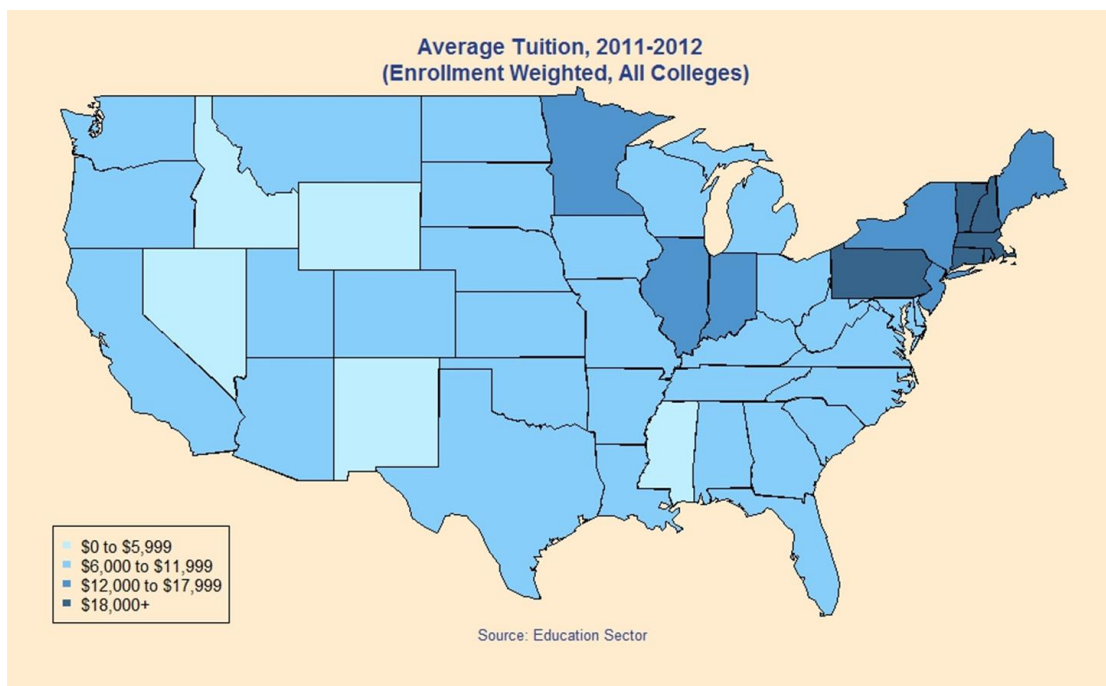 Average Tuition, 2011-2012
(Enrollment Weighted, All Colleges)
$0 to $5,999
$6,000 to $11,999
$12,000 to $17,999
$18,000+
Source: Education Sector